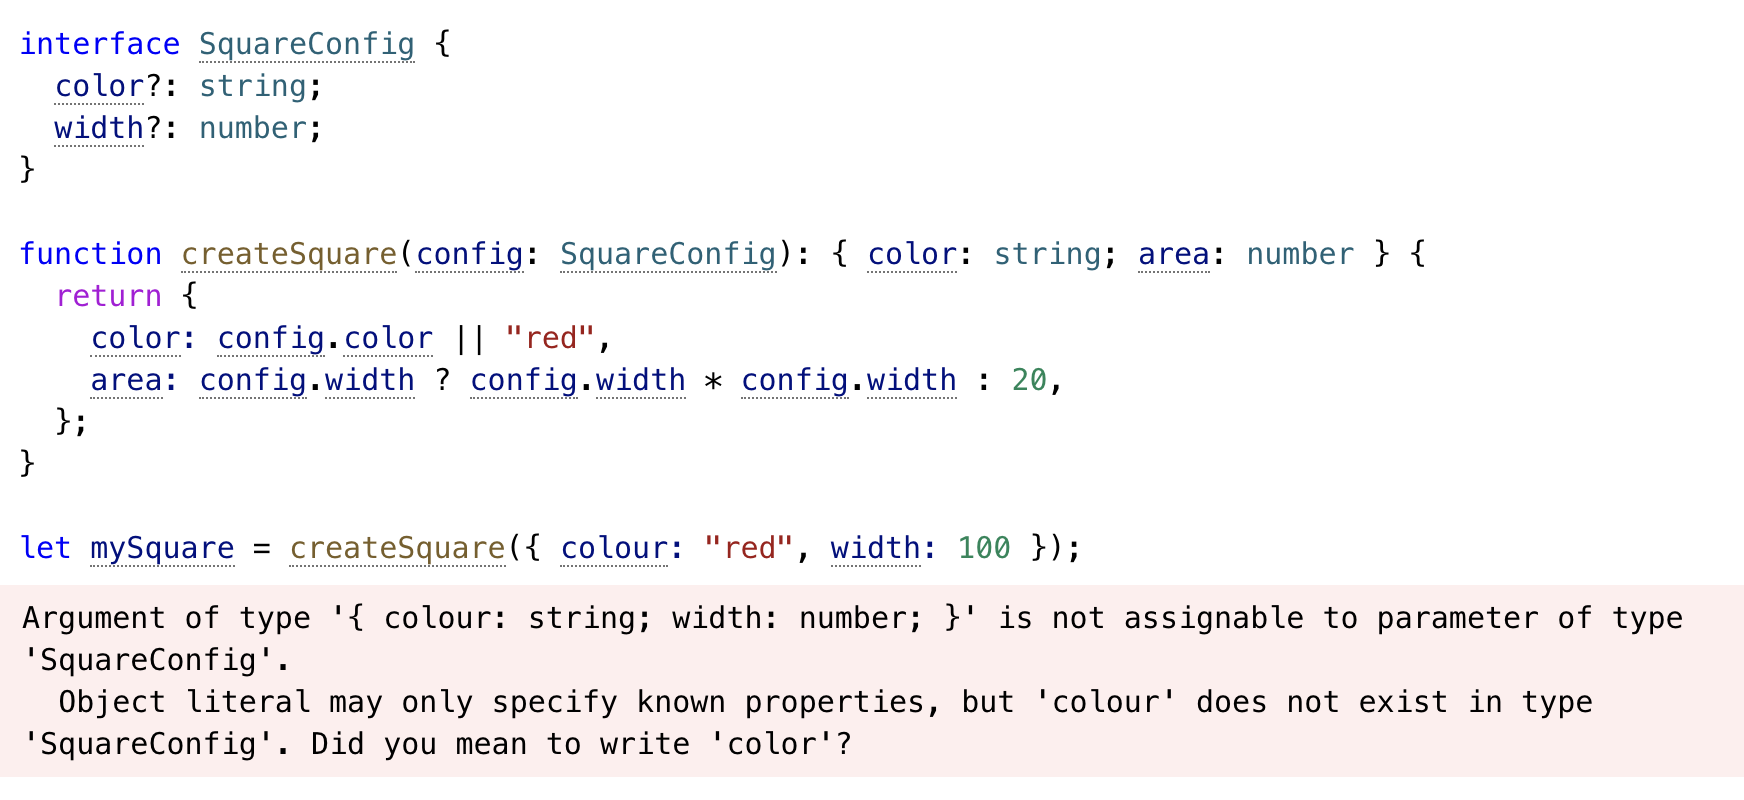 interface SquareConfig {
  color?: string;
  width?: number;
}

function createSquare(config: SquareConfig): { color: string; area: number } {
  return {
    color: config.color || "red",
    area: config.width ? config.width * config.width : 20,
  };
}

let mySquare = createSquare({ colour: "red", width: 100 });
Argument of type '{ colour: string; width: number; }' is not assignable to parameter of type
'SquareConfig'.
  Object literal may only specify known properties, but 'colour' does not exist in type
'SquareConfig'. Did you mean to write 'color'?